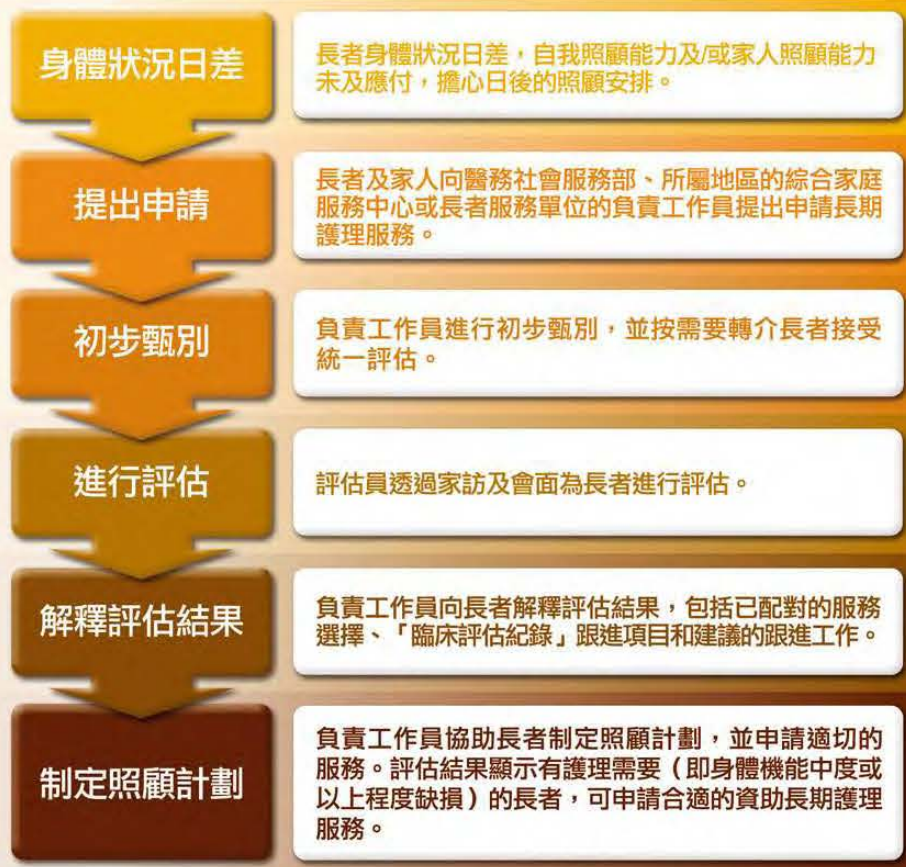 身體狀況日差
長者身體狀況日差，自我照顧能力及/或家人照顧能力
未及應付，擔心日後的照顧安排。
提出申請
長者及家人向醫務社會服務部、所屬地區的綜合家庭
服務中心或長者服務單位的負責工作員提出申請長期
護理服務。
初步甄別
負責工作員進行初步甄別，並按需要轉介長者接受
統一評估。
進行評估
評估員透過家訪及會面為長者進行評估。
解釋評估結果
負責工作員向長者解釋評估結果，包括已配對的服務
選擇、「臨床評估紀錄」跟進項目和建議的跟進工作。
制定照顧計劃
負責工作員協助長者制定照顧計劃，並申請適切的
服務。評估結果顯示有護理需要（即身體機能中度或
以上程度缺損）的長者，可申請合適的資助長期護理
服務。